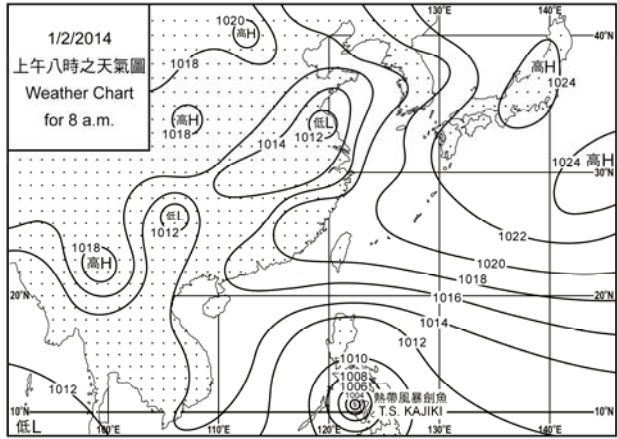 1/2/2014
上午八時之天氣圖
Weather Chart
for 8 a.m.
130°E
140°E
1020
高H
40°N
1018
高H
1024
高H
1018
低L
1012
1014
1024
高H
30°N
低L
1012
1022
1018
高H
1020
1018
20°N
1016
20°N
1014
1012
1010
1008
1006
1004
熱帶風暴劍魚
T.S. KAJIKI
1012
10°N
低L
100°E
110°E
120°E
130°E
140°E
10°N